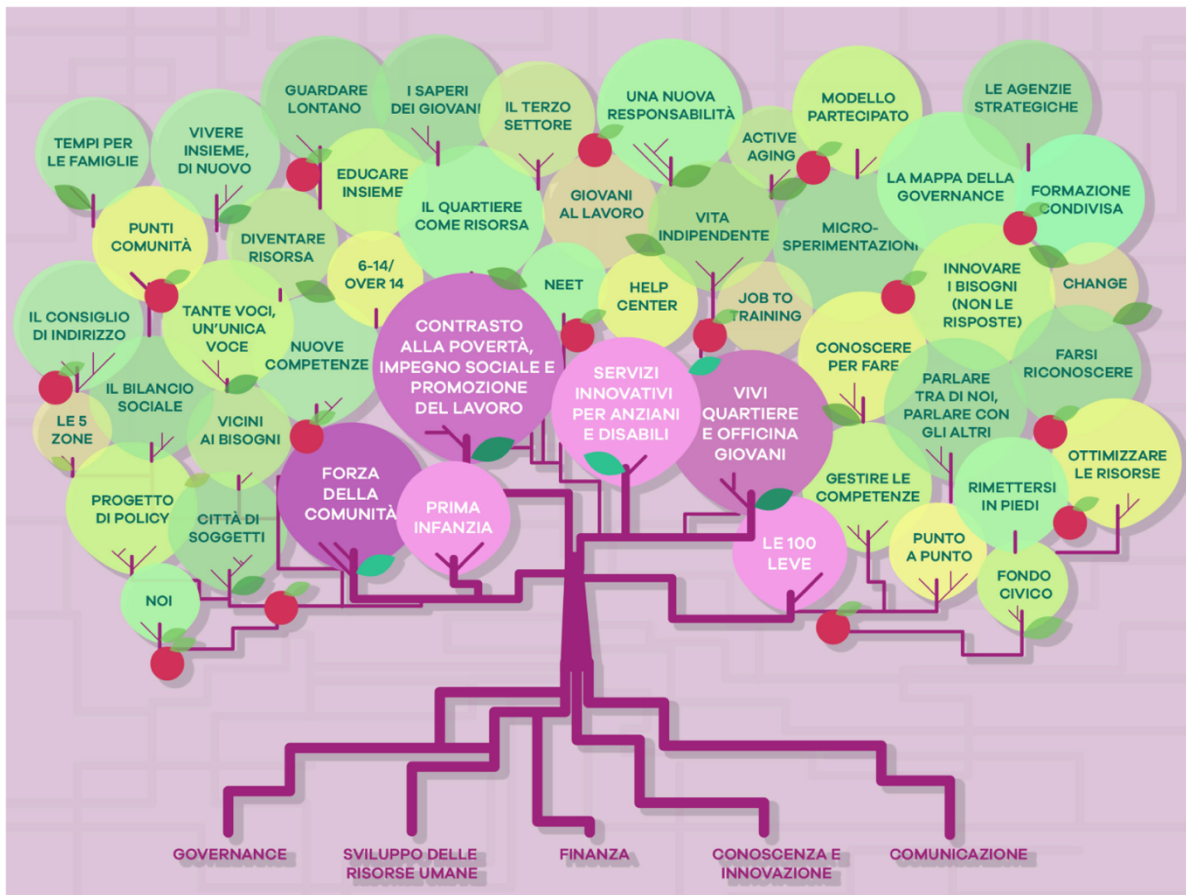 GUARDARE
LONTANO
I SAPERI
DEI GIOVANI
IL TERZO
SETTORE
UNA NUOVA
RESPONSABILITÀ
MODELLO
PARTECIPATO
LE AGENZIE
STRATEGICHE
TEMPI PER
LE FAMIGLIE
VIVERE
INSIEME,
DI NUOVO
EDUCARE
INSIEME
ACTIVE
AGING
LA MAPPA DELLA
GOVERNANCE
FORMAZIONE
CONDIVISA
PUNTI
COMUNITÀ
DIVENTARE
RISORSA
IL QUARTIERE
COME RISORSA
GIOVANI
AL LAVORO
VITA
INDIPENDENTE
MICRO-
SPERIMENTAZIONI
6-14/
OVER 14
NEET
HELP
CENTER
JOB TO
TRAINING
INNOVARE
I BISOGNI
(NON LE
RISPOSTE)
CHANGE
IL CONSIGLIO
DI INDIRIZZO
TANTE VOCI,
UN'UNICA
VOCE
NUOVE
COMPETENZE
CONTRASTO
ALLA POVERTÀ,
IMPEGNO SOCIALE E
PROMOZIONE
DEL LAVORO
SERVIZI
INNOVATIVI
PER ANZIANI
E DISABILI
VIVI
QUARTIERE
E OFFICINA
GIOVANI
CONOSCERE
PER FARE
PARLARE
TRA DI NOI,
PARLARE CON
GLI ALTRI
FARSI
RICONOSCERE
IL BILANCIO
SOCIALE
LE 5
ZONE
VICINI
AI BISOGNI
FORZA
DELLA
COMUNITÀ
PRIMA
INFANZIA
LE 100
LEVE
GESTIRE LE
COMPETENZE
RIMETTERSI
IN PIEDI
OTTIMIZZARE
LE RISORSE
PROGETTO
DI POLICY
CITTÀ DI
SOGGETTI
PUNTO
A PUNTO
FONDO
CIVICO
NOI
GOVERNANCE
SVILUPPO DELLE
RISORSE UMANE
FINANZA
CONOSCENZA E
INNOVAZIONE
COMUNICAZIONE